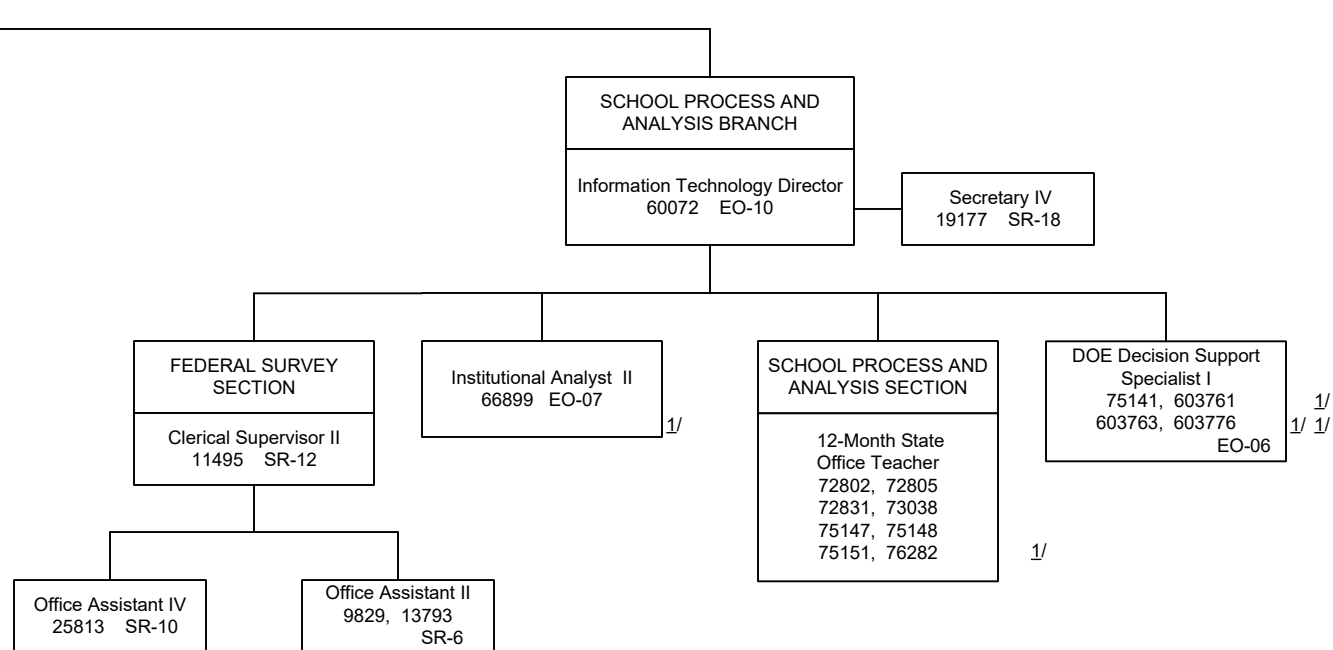 SCHOOL PROCESS AND
ANALYSIS BRANCH
Information Technology Director
60072 EO-10
Secretary IV
19177 SR-18
FEDERAL SURVEY
SECTION
Clerical Supervisor II
11495 SR-12
Institutional Analyst II
66899 EO-07
1/
SCHOOL PROCESS AND
ANALYSIS SECTION
12-Month State
Office Teacher
72802, 72805
72831, 73038
75147, 75148
75151, 76282 1/
DOE Decision Support
Specialist I
75141, 603761 1/
603763, 603776 1/ 1/
EO-06
Office Assistant IV
25813 SR-10
Office Assistant II
9829, 13793
SR-6